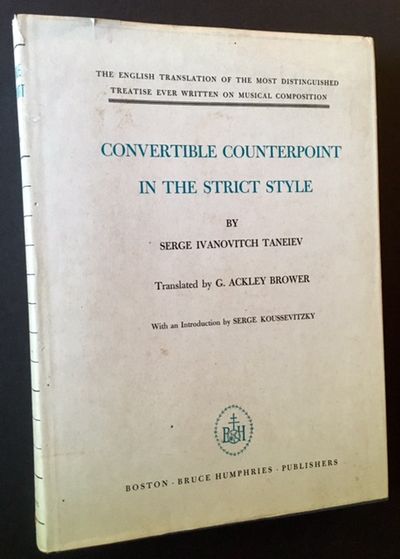 THE ENGLISH TRANSLATION OF THE MOST DISTINGUISHED
TREATISE EVER WRITTEN ON MUSICAL COMPOSITION
CONVERTIBLE COUNTERPOINT
IN THE STRICT STYLE
BY
SERGE IVANOVITCH TANEIEV
Translated by G. ACKLEY BROWER
With an Introduction by SERGE KOUSSEVITZKY
B H
BOSTON · BRUCE HUMPHRIES · PUBLISHERS